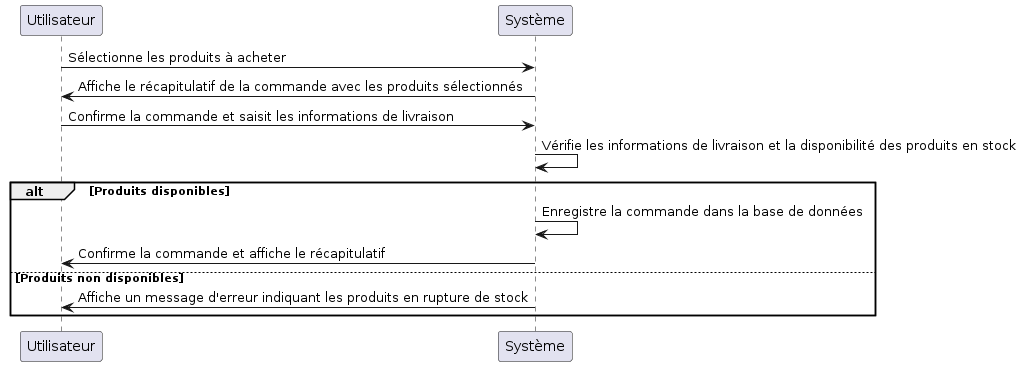 Utilisateur Système
Sélectionne les produits à acheter
Affiche le récapitulatif de la commande avec les produits sélectionnés
Confirme la commande et saisit les informations de livraison
Vérifie les informations de livraison et la disponibilité des produits en stock
alt [Produits disponibles]
Enregistre la commande dans la base de données
Confirme la commande et affiche le récapitulatif
[Produits non disponibles]
Affiche un message d'erreur indiquant les produits en rupture de stock
Utilisateur Système